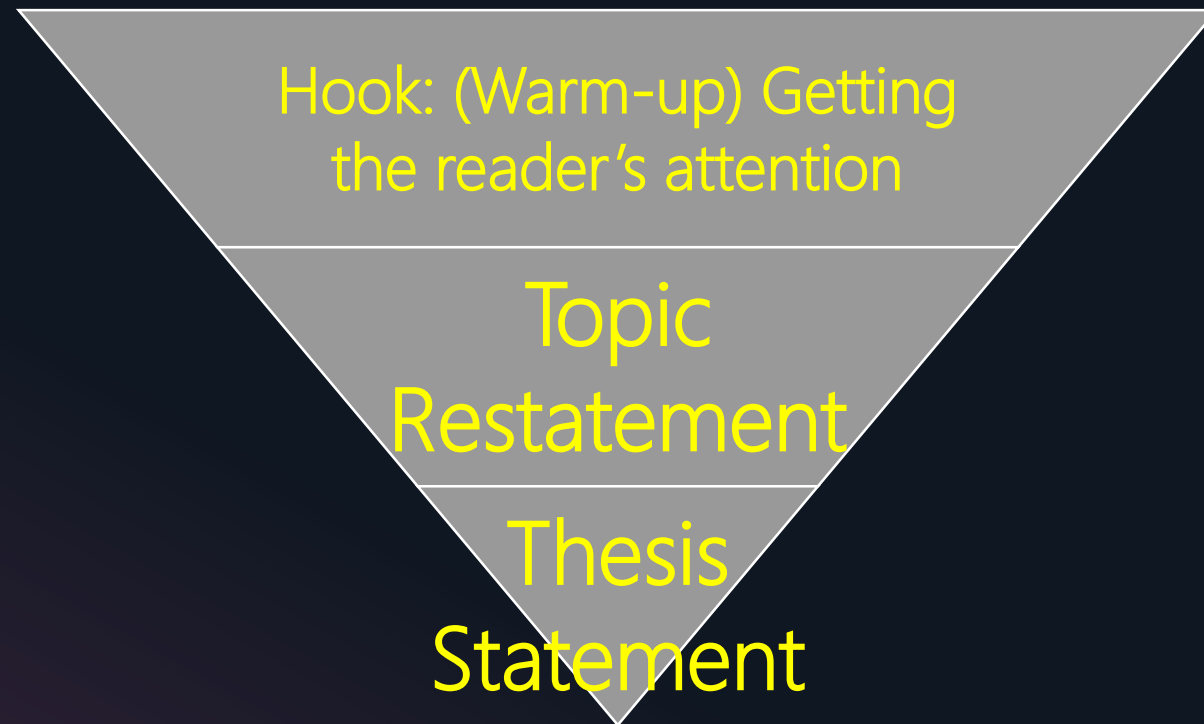 Hook: (Warm-up) Getting
the reader’s attention
Topic
Restatement
Thesis
Statement